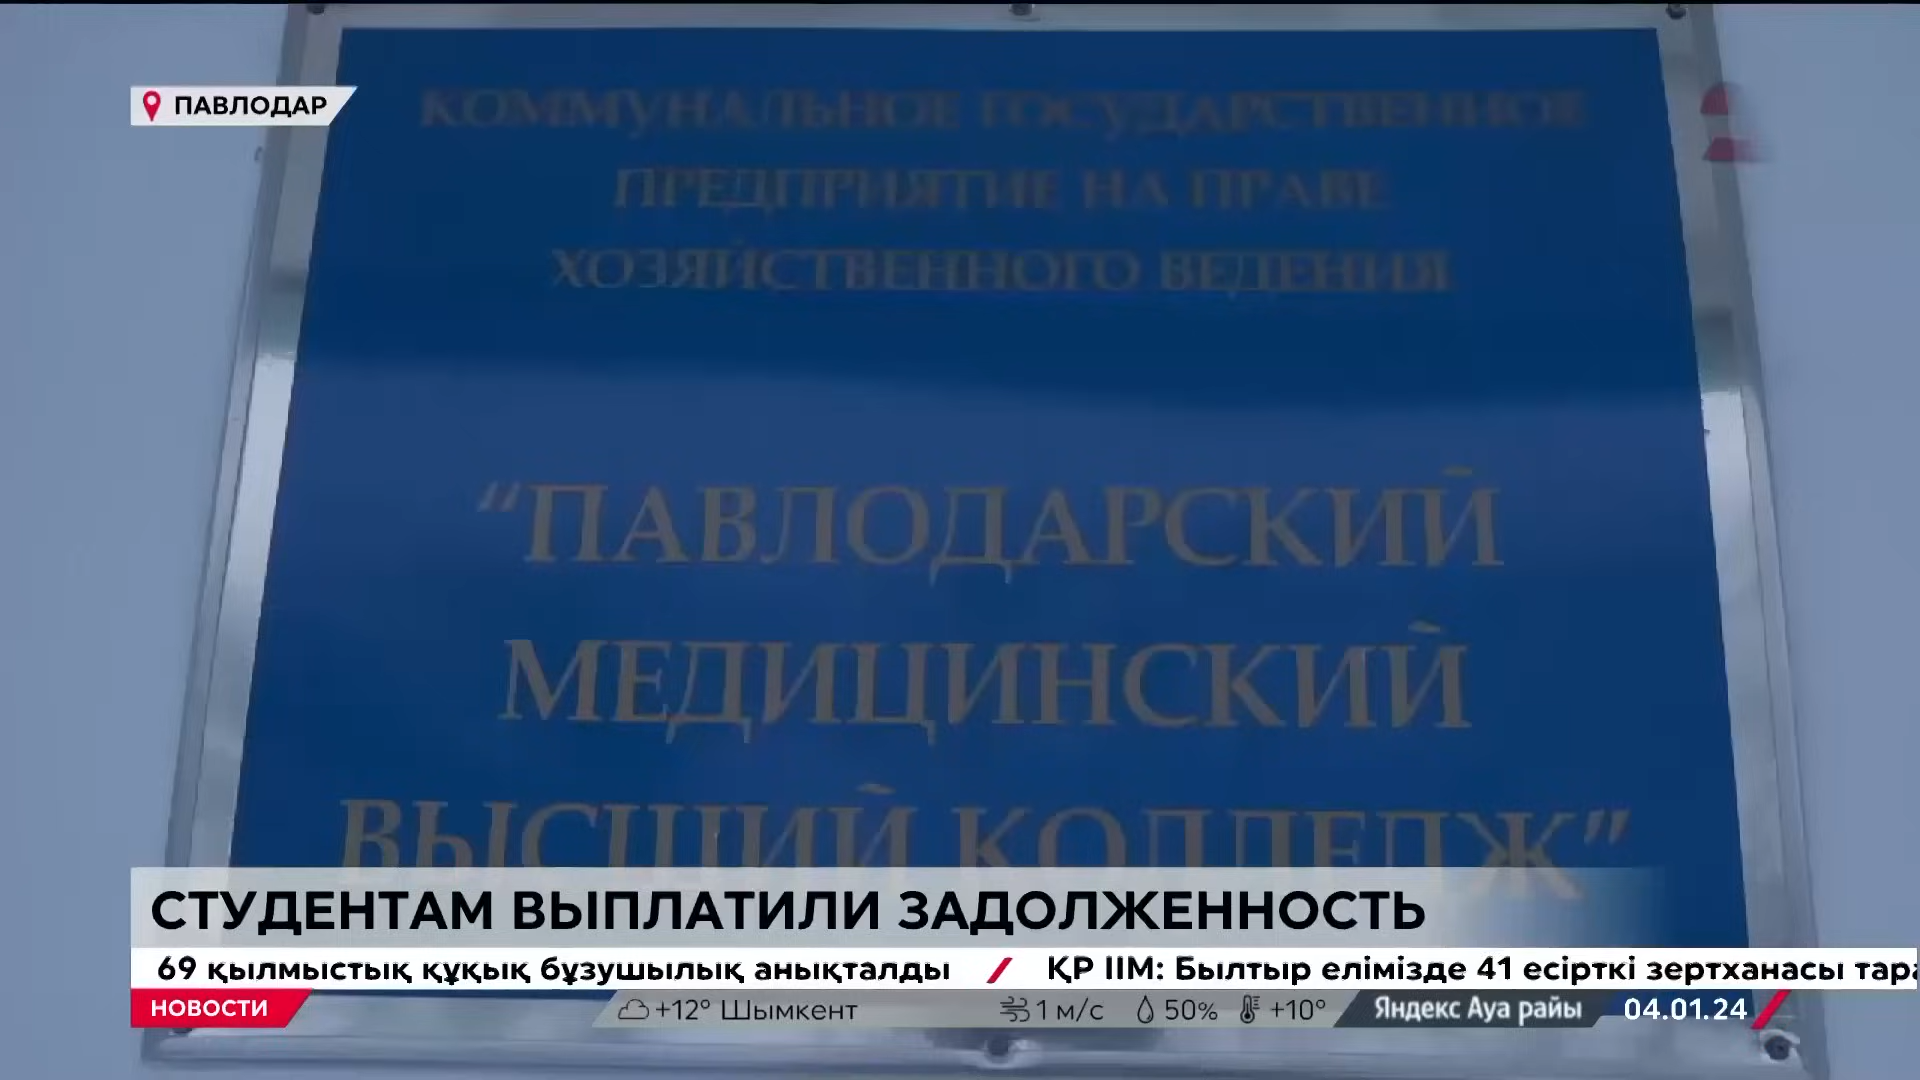 ПАВЛОДАР
КОММУНАЛЬНОЕ ГОСУДАРСТВЕННОЕ
ПРЕДПРИЯТИЕ НА ПРАВЕ
ХОЗЯЙСТВЕННОГО ВЕДЕНИЯ
“ПАВЛОДАРСКИЙ
МЕДИЦИНСКИЙ
ВЫСШИЙ КОЛЛЕДЖ”
СТУДЕНТАМ ВЫПЛАТИЛИ ЗАДОЛЖЕННОСТЬ
69 қылмыстық құқық бұзушылық анықталды / ҚР ІІМ: Былтыр елімізде 41 есірткі зертханасы тара
НОВОСТИ +12° Шымкент 1 м/с 50% +10° Яндекс Ауа райы 04.01.24